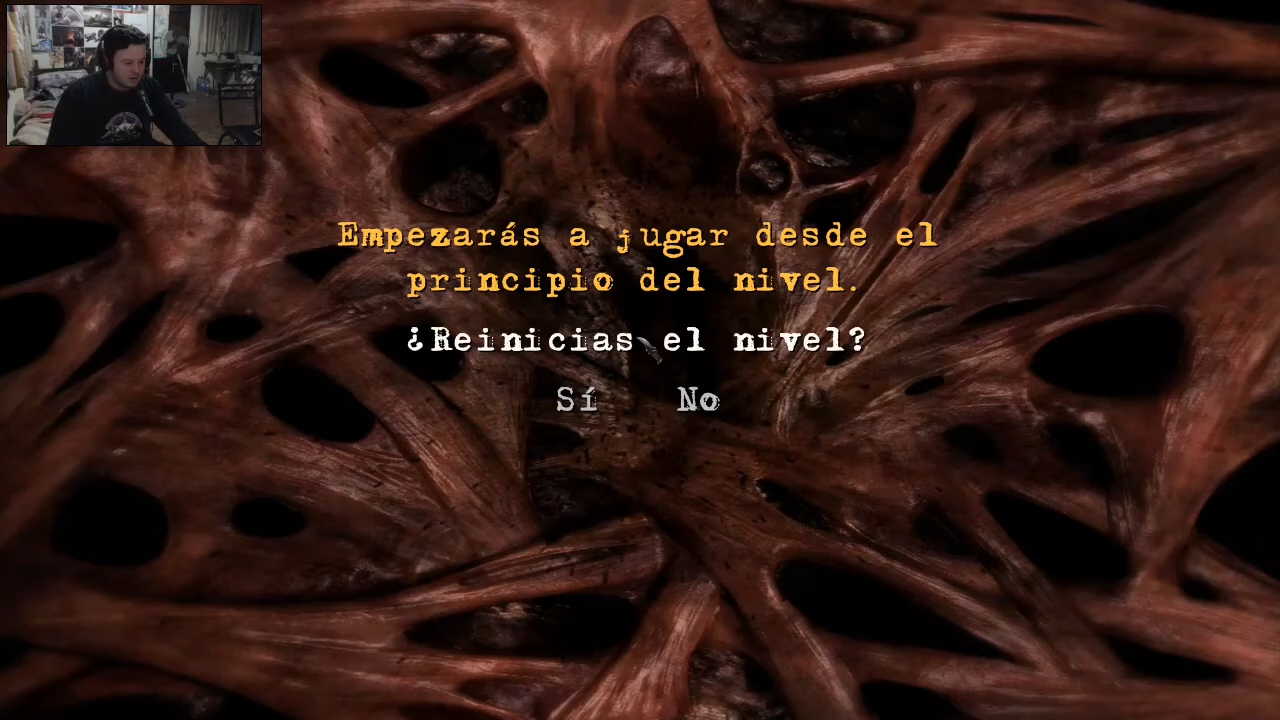 Empezarás a jugar desde el
principio del nivel.
¿Reinicias el nivel?
Sí No